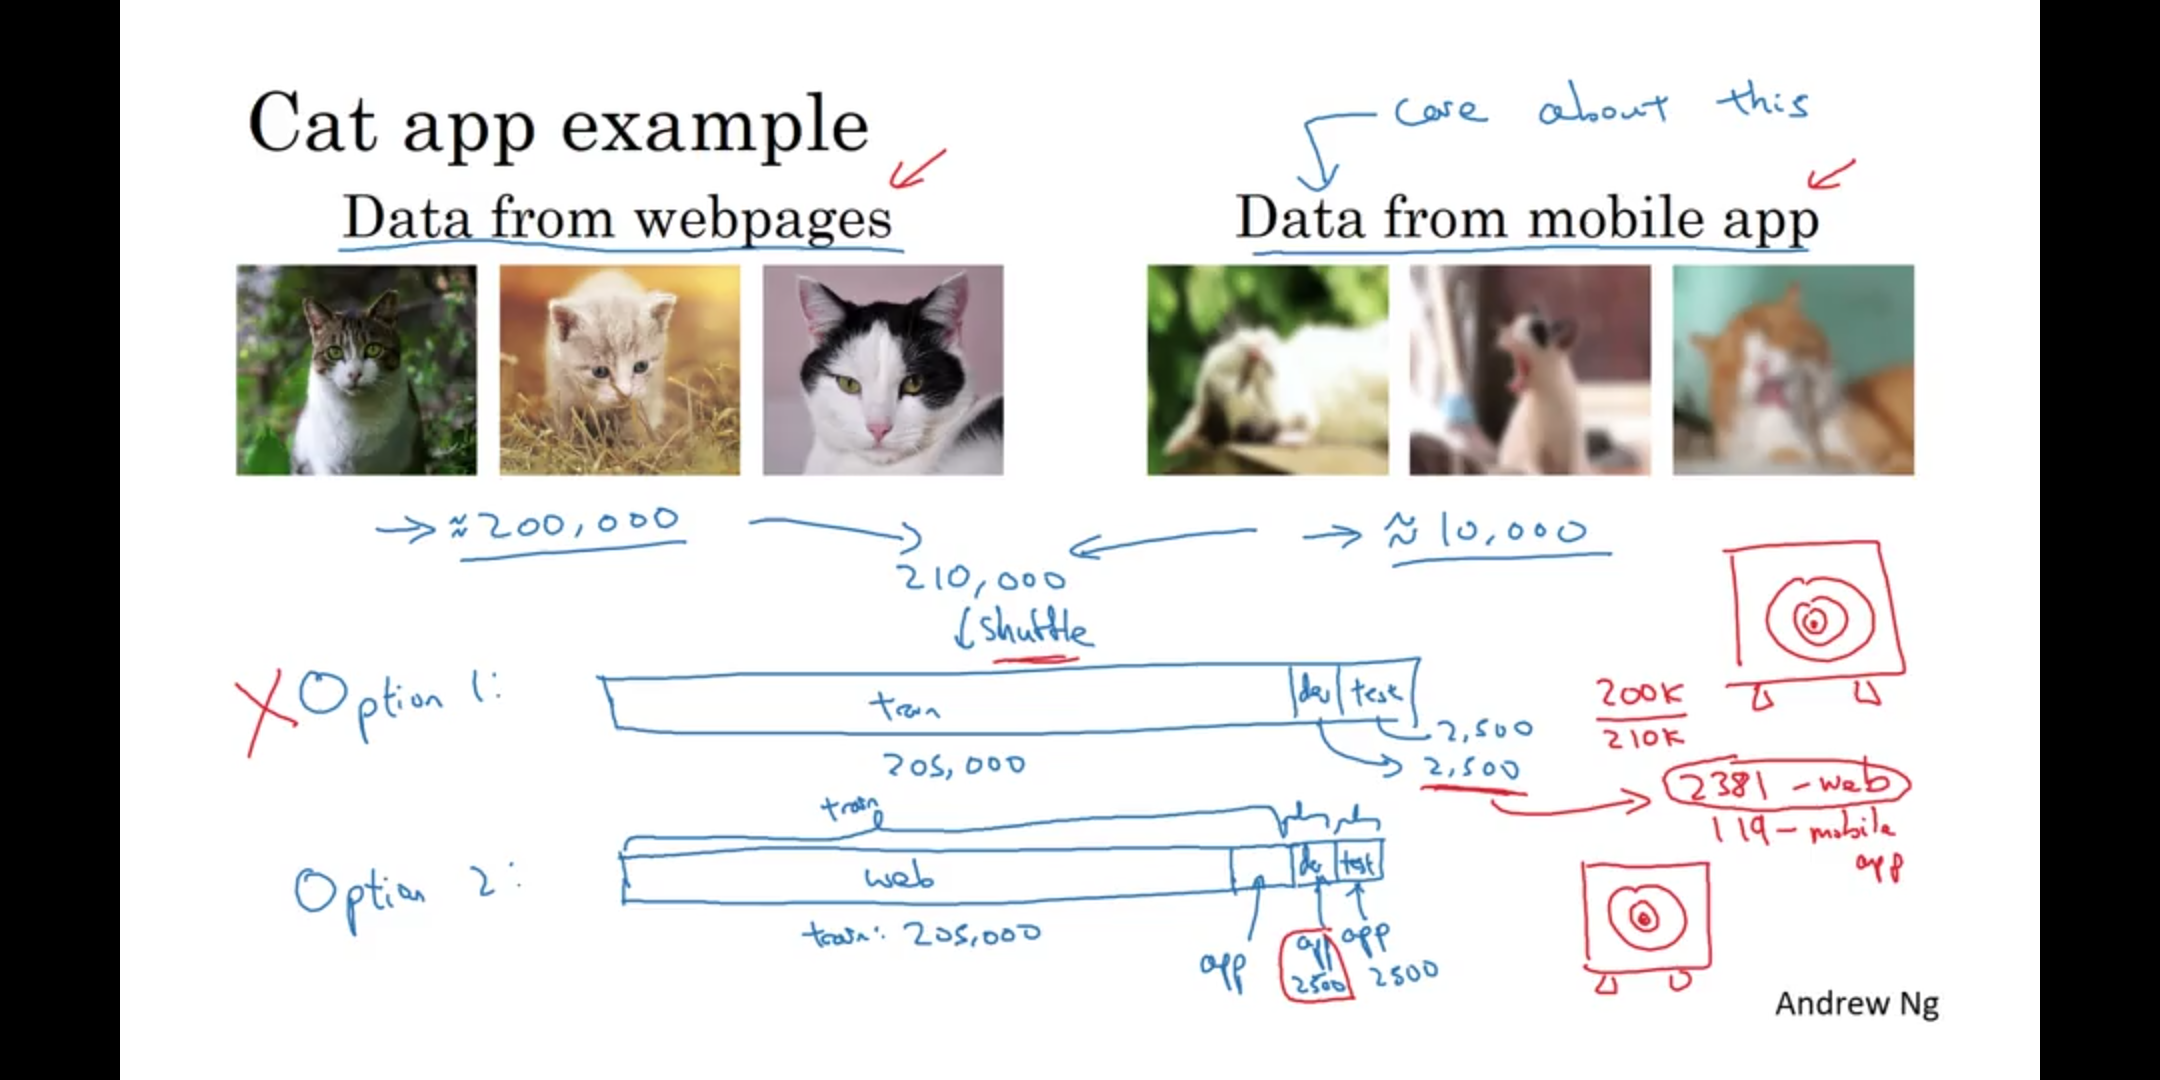 Cat app example
care about this
Data from webpages
Data from mobile app
→ ≈ 200,000
→ ≈ 10,000
210,000
↓ shuffle
X Option 1:
train
dev
test
205,000
2,500
2,500
200K
210K
2381 - web
119 - mobile
app
train
Option 2:
web
dev
test
train: 205,000
app
app
2500
app
2500
Andrew Ng